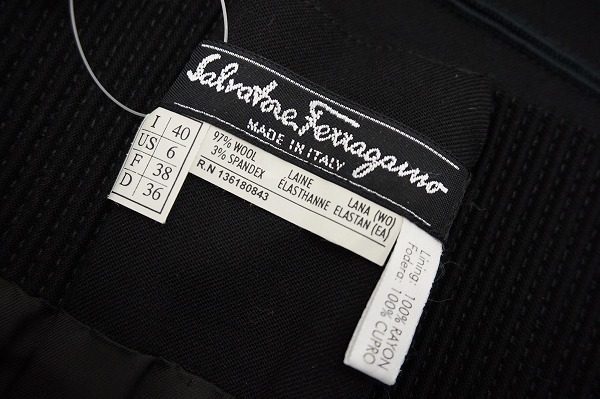 Salvatore Ferragamo
MADE IN ITALY
I 40
US 6
F 38
D 36
97% WOOL LAINE LANA (WO)
3% SPANDEX ÉLASTHANNE ELASTAN (EA)
R.N 136180843
Lining: 100% RAYON
Fodera: 100% CUPRO